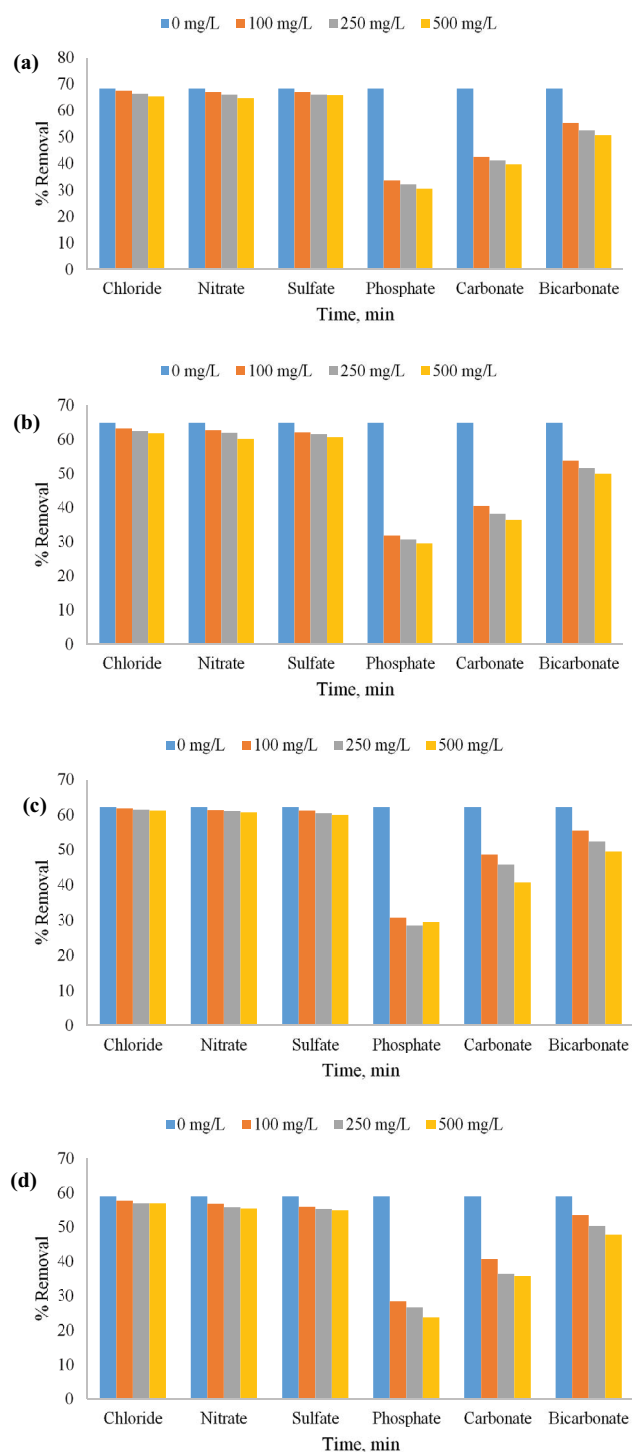 0 mg/L 100 mg/L 250 mg/L 500 mg/L
(a)
80
70
60
50
40
30
20
10
0
% Removal
Chloride Nitrate Sulfate Phosphate Carbonate Bicarbonate
Time, min
0 mg/L 100 mg/L 250 mg/L 500 mg/L
(b)
70
60
50
40
30
20
10
0
% Removal
Chloride Nitrate Sulfate Phosphate Carbonate Bicarbonate
Time, min
0 mg/L 100 mg/L 250 mg/L 500 mg/L
(c)
70
60
50
40
30
20
10
0
% Removal
Chloride Nitrate Sulfate Phosphate Carbonate Bicarbonate
Time, min
0 mg/L 100 mg/L 250 mg/L 500 mg/L
(d)
70
60
50
40
30
20
10
0
% Removal
Chloride Nitrate Sulfate Phosphate Carbonate Bicarbonate
Time, min